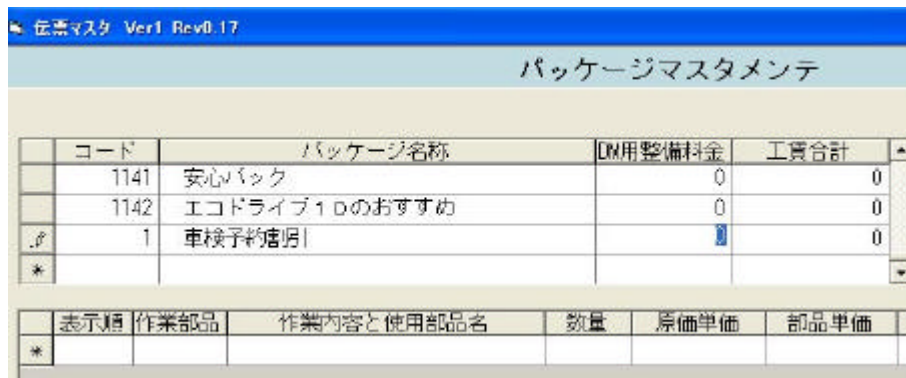 伝票マスタ Ver1 Rev0.17
パッケージマスタメンテ
コード パッケージ名称 DM用整備料金 工賃合計
1141 安心パック 0 0
1142 エコドライブ10のおすすめ 0 0
1 車検予約割引 0 0
表示順 作業部品 作業内容と使用部品名 数量 原価単価 部品単価